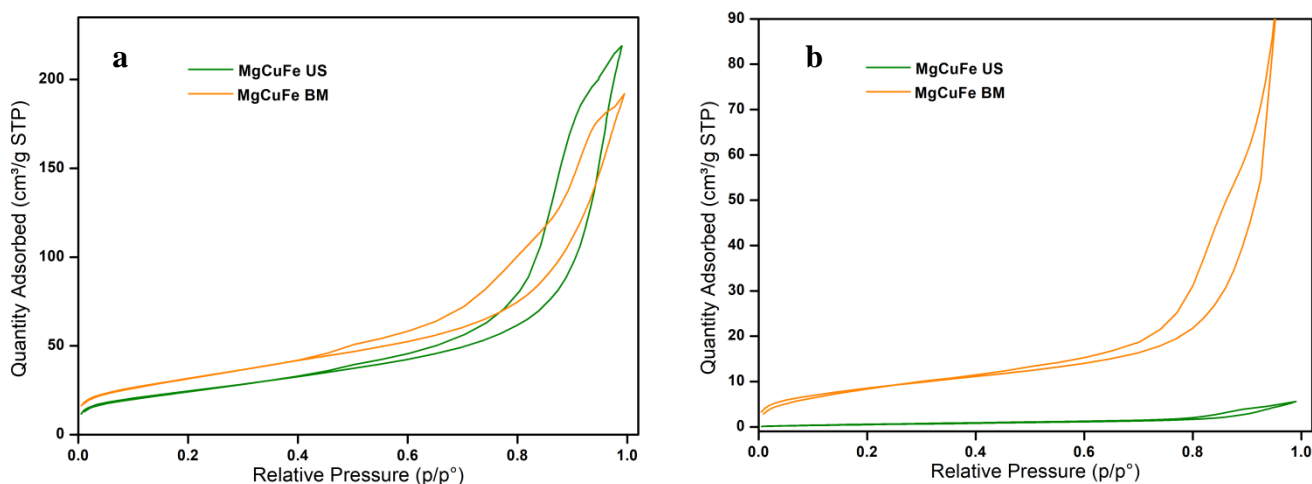 a
MgCuFe US
MgCuFe BM
Quantity Adsorbed (cm³/g STP)
200
150
100
50
0
0.0 0.2 0.4 0.6 0.8 1.0
Relative Pressure (p/p°)
b
MgCuFe US
MgCuFe BM
Quantity Adsorbed (cm³/g STP)
90
80
70
60
50
40
30
20
10
0
0.0 0.2 0.4 0.6 0.8 1.0
Relative Pressure (p/p°)